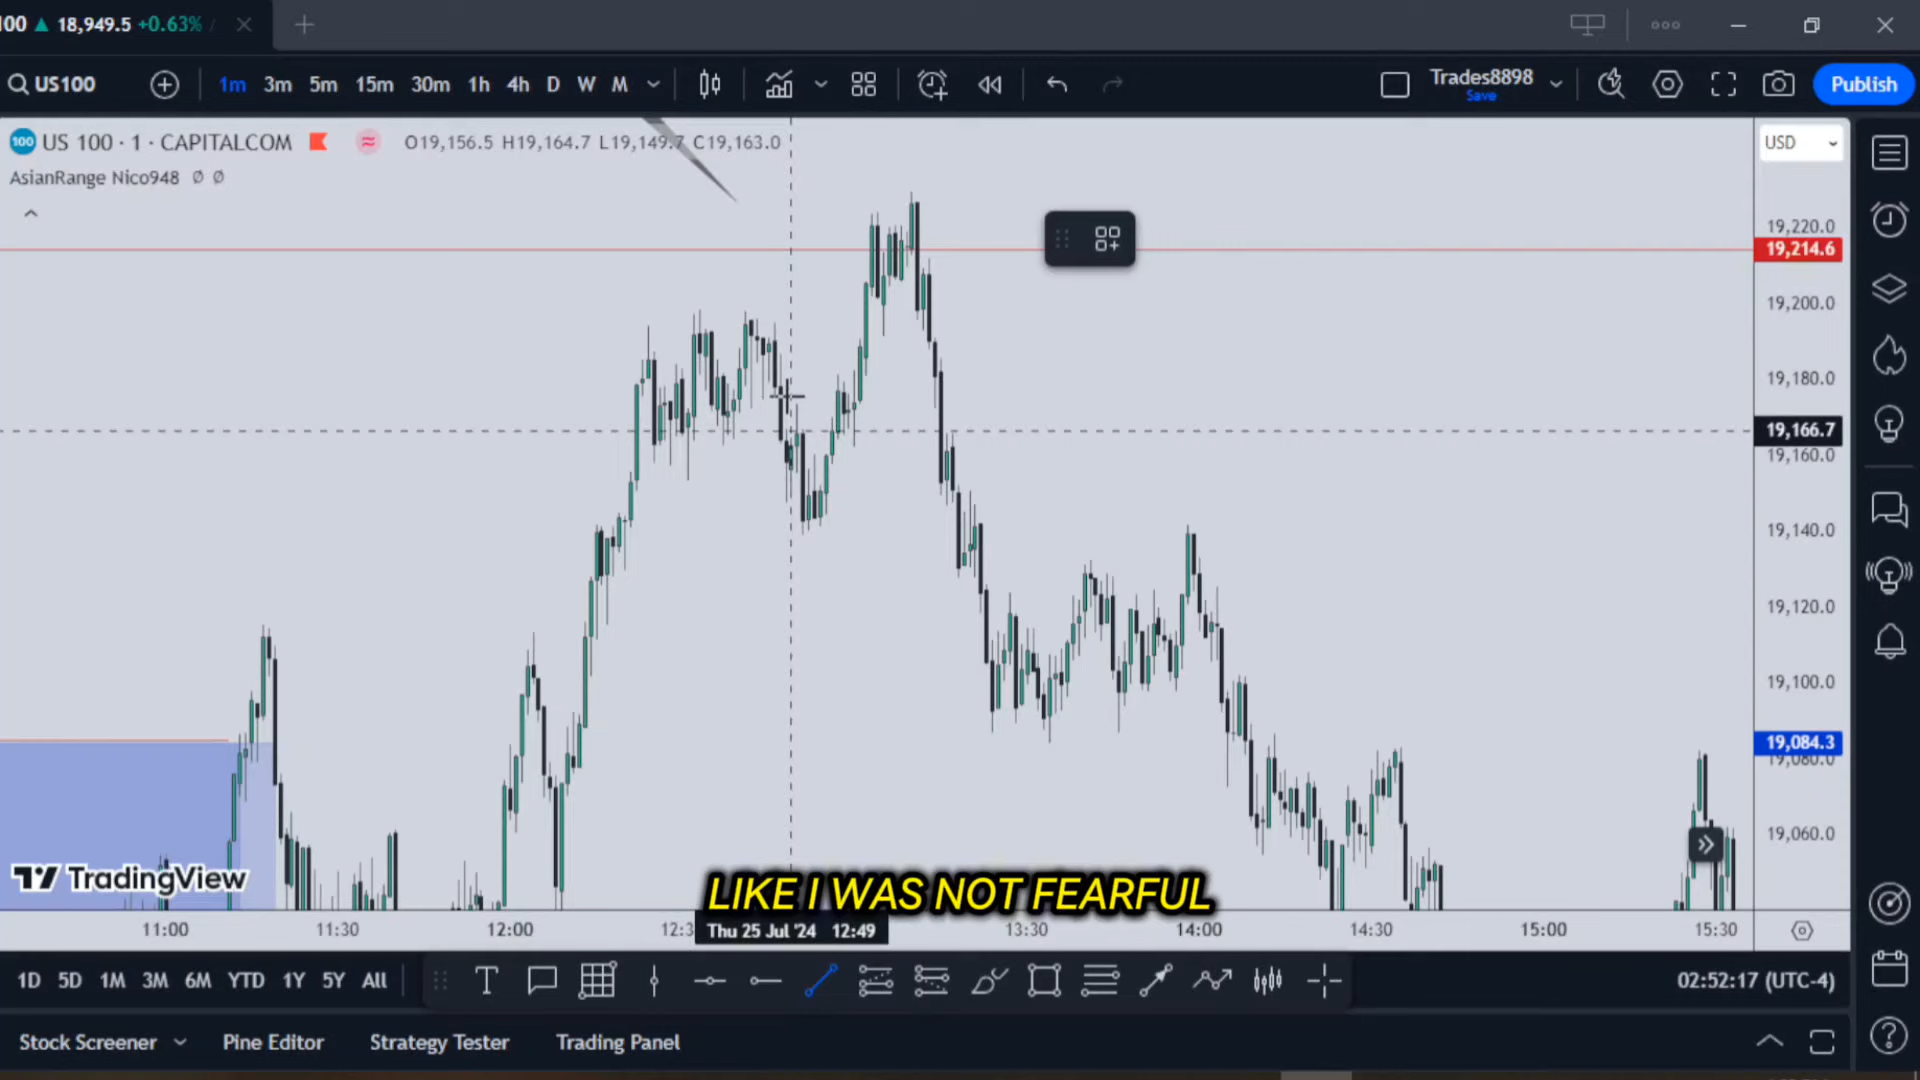 100 ▲ 18,949.5 +0.63% /
US100 1m 3m 5m 15m 30m 1h 4h D W M Trades8898 Save Publish
100 US 100 · 1 · CAPITALCOM O19,156.5 H19,164.7 L19,149.7 C19,163.0 USD
AsianRange Nico948 Ø Ø
19,220.0
19,214.6
19,200.0
19,180.0
19,166.7
19,160.0
19,140.0
19,120.0
19,100.0
19,084.3
19,080.0
19,060.0
TradingView
LIKE I WAS NOT FEARFUL
11:00 11:30 12:00 12:3 Thu 25 Jul '24 12:49 13:30 14:00 14:30 15:00 15:30
1D 5D 1M 3M 6M YTD 1Y 5Y All 02:52:17 (UTC-4)
Stock Screener Pine Editor Strategy Tester Trading Panel